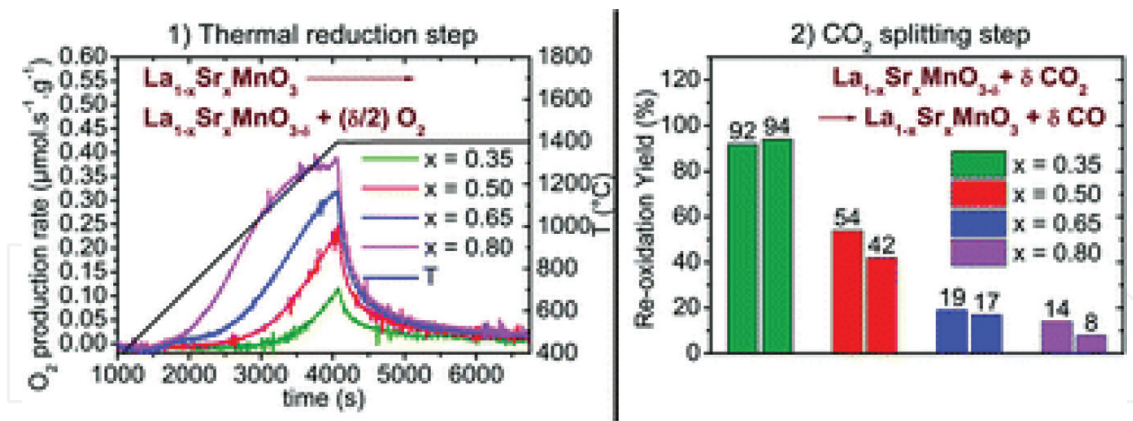 1) Thermal reduction step
La₁₋ₓSrₓMnO₃ →
La₁₋ₓSrₓMnO₃₋δ + (δ/2) O₂
x = 0.35
x = 0.50
x = 0.65
x = 0.80
T
O₂ production rate (µmol.s⁻¹.g⁻¹)
0.60
0.55
0.50
0.45
0.40
0.35
0.30
0.25
0.20
0.15
0.10
0.05
0.00
1800
1600
1400
1200
1000
800
600
400
T (°C)
1000 2000 3000 4000 5000 6000
time (s)
2) CO₂ splitting step
La₁₋ₓSrₓMnO₃₋δ + δ CO₂
→ La₁₋ₓSrₓMnO₃ + δ CO
x = 0.35
x = 0.50
x = 0.65
x = 0.80
Re-oxidation Yield (%)
120
100
80
60
40
20
0
92 94
54 42
19 17
14 8